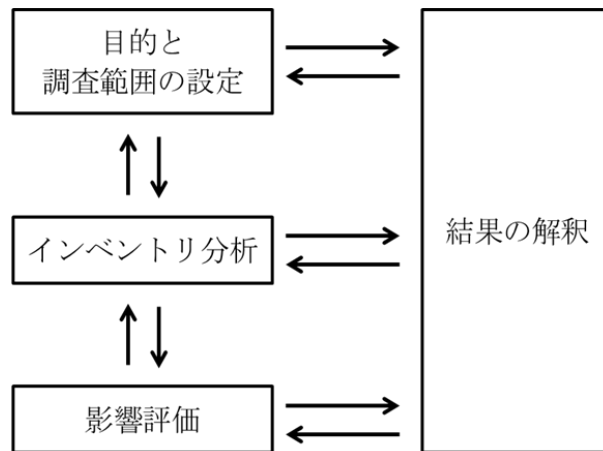 目的と
調査範囲の設定
インベントリ分析
結果の解釈
影響評価